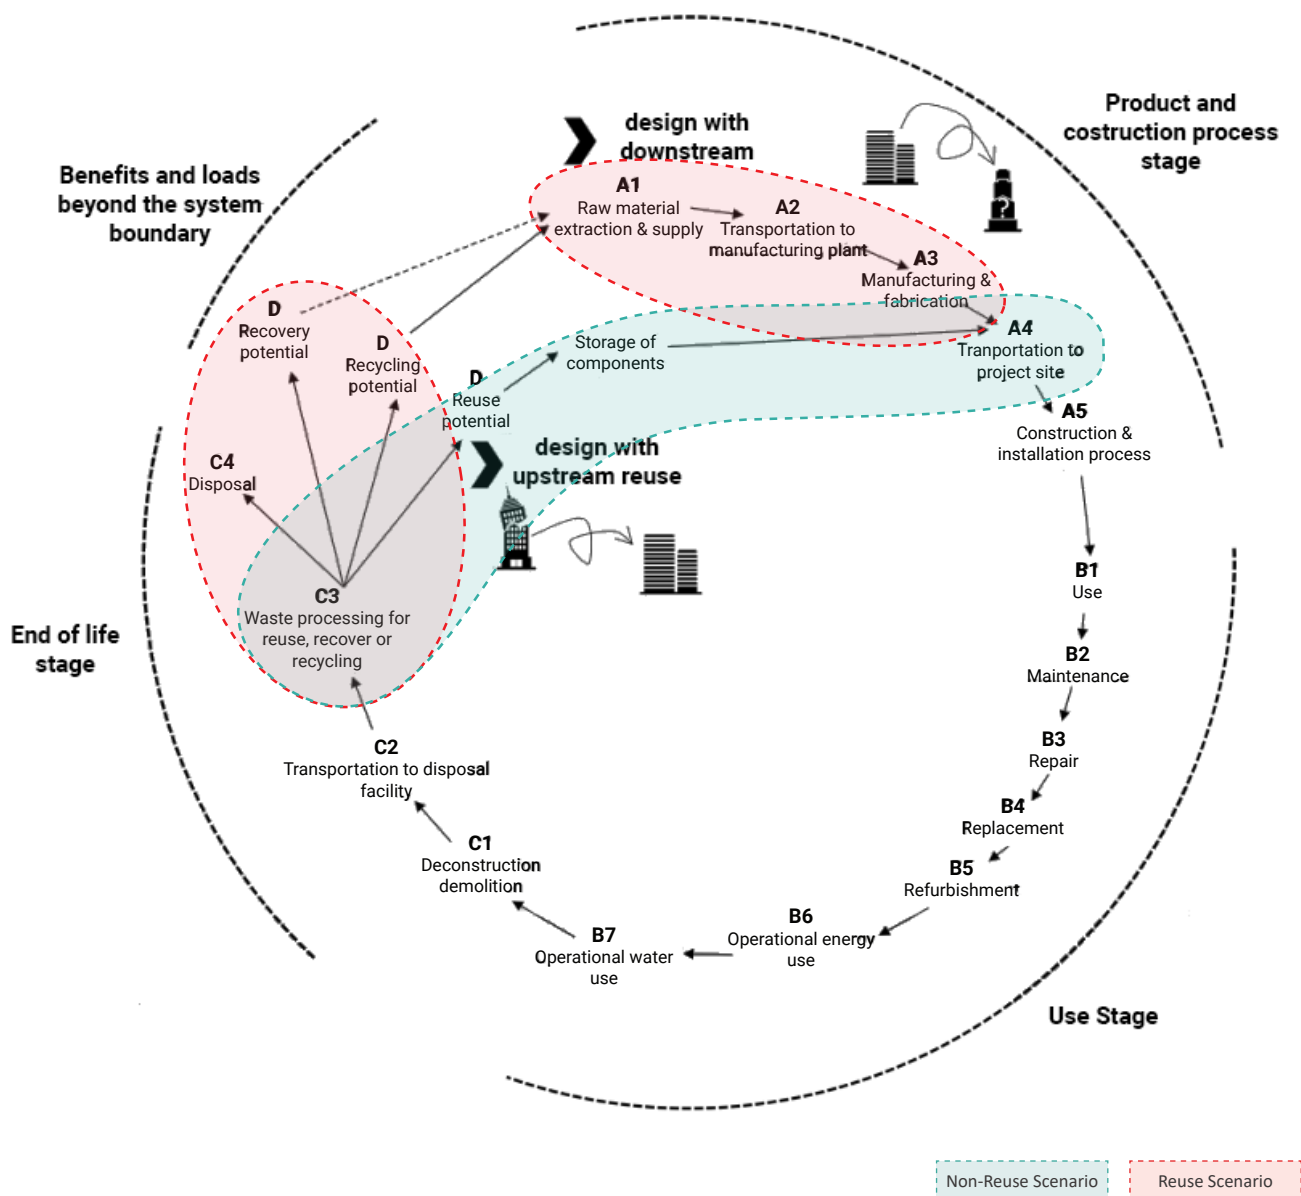 Product and
costruction process
stage
design with
downstream
Benefits and loads
beyond the system
boundary
A1
Raw material
extraction & supply
A2
Transportation to
manufacturing plant
A3
Manufacturing &
fabrication
D
Recovery
potential
D
Recycling
potential
D
Reuse
potential
Storage of
components
A4
Tranportation to
project site
A5
Construction &
installation process
design with
upstream reuse
C4
Disposal
C3
Waste processing for
reuse, recover or
recycling
End of life
stage
B1
Use
B2
Maintenance
B3
Repair
B4
Replacement
B5
Refurbishment
B6
Operational energy
use
B7
Operational water
use
C1
Deconstruction
demolition
C2
Transportation to disposal
facility
Use Stage
?
Non-Reuse Scenario
Reuse Scenario